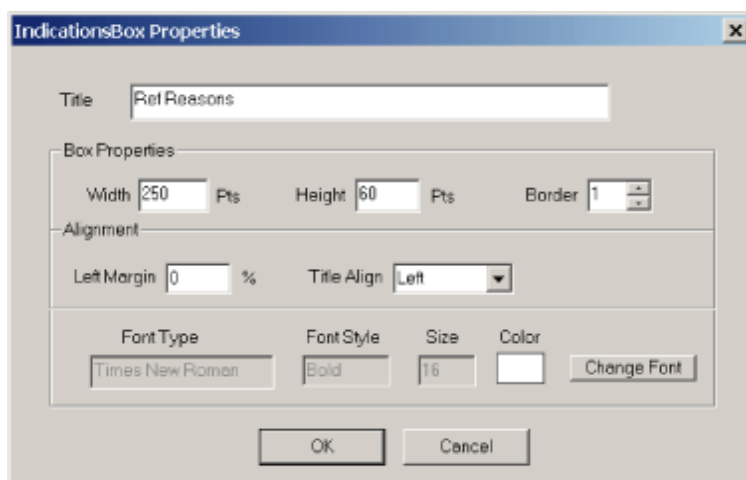 IndicationsBox Properties
Title Ref Reasons
Box Properties
Width 250 Pts Height 60 Pts Border 1
Alignment
Left Margin 0 % Title Align Left
Font Type Font Style Size Color
Times New Roman Bold 16 Change Font
OK Cancel